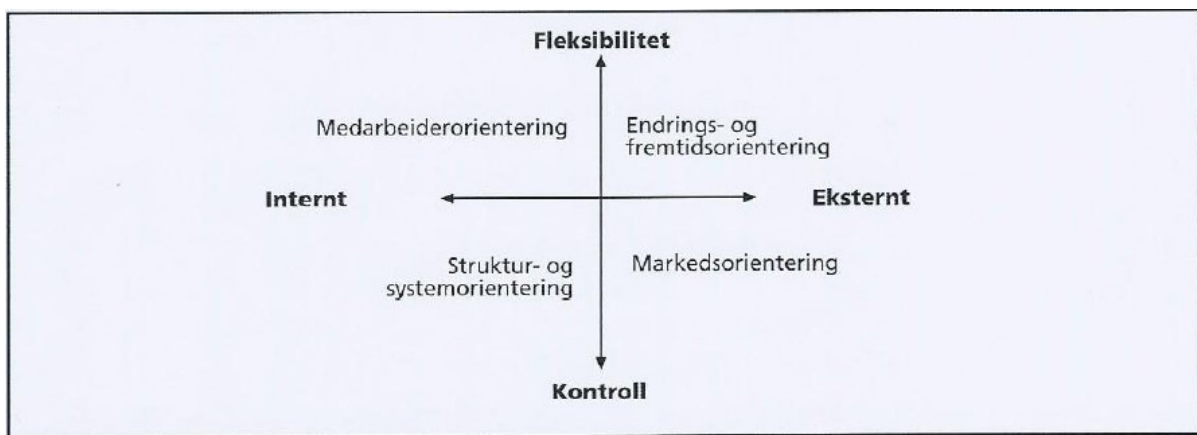 Fleksibilitet
Medarbeiderorientering
Endrings- og
fremtidsorientering
Internt
Eksternt
Struktur- og
systemorientering
Markedsorientering
Kontroll